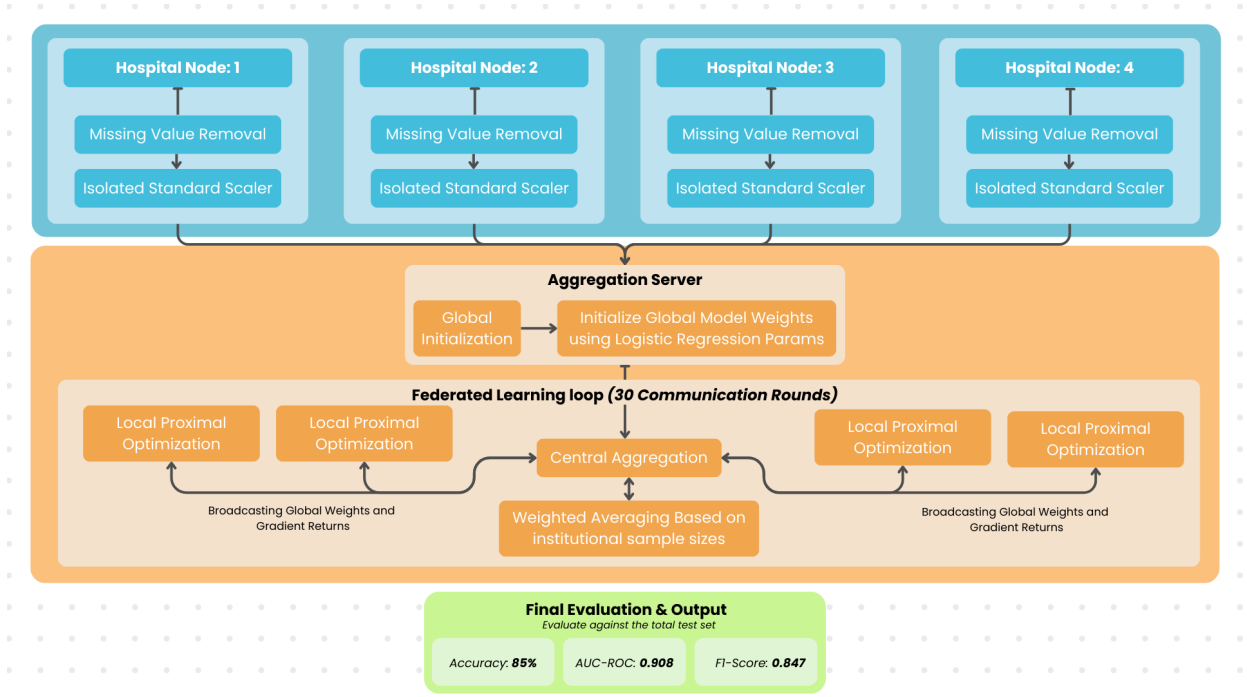 Hospital Node: 1
Hospital Node: 2
Hospital Node: 3
Hospital Node: 4
Missing Value Removal
Missing Value Removal
Missing Value Removal
Missing Value Removal
Isolated Standard Scaler
Isolated Standard Scaler
Isolated Standard Scaler
Isolated Standard Scaler
Aggregation Server
Global
Initialization
Initialize Global Model Weights
using Logistic Regression Params
Federated Learning loop (30 Communication Rounds)
Local Proximal
Optimization
Local Proximal
Optimization
Local Proximal
Optimization
Local Proximal
Optimization
Central Aggregation
Broadcasting Global Weights and
Gradient Returns
Weighted Averaging Based on
institutional sample sizes
Broadcasting Global Weights and
Gradient Returns
Final Evaluation & Output
Evaluate against the total test set
Accuracy: 85%
AUC-ROC: 0.908
F1-Score: 0.847